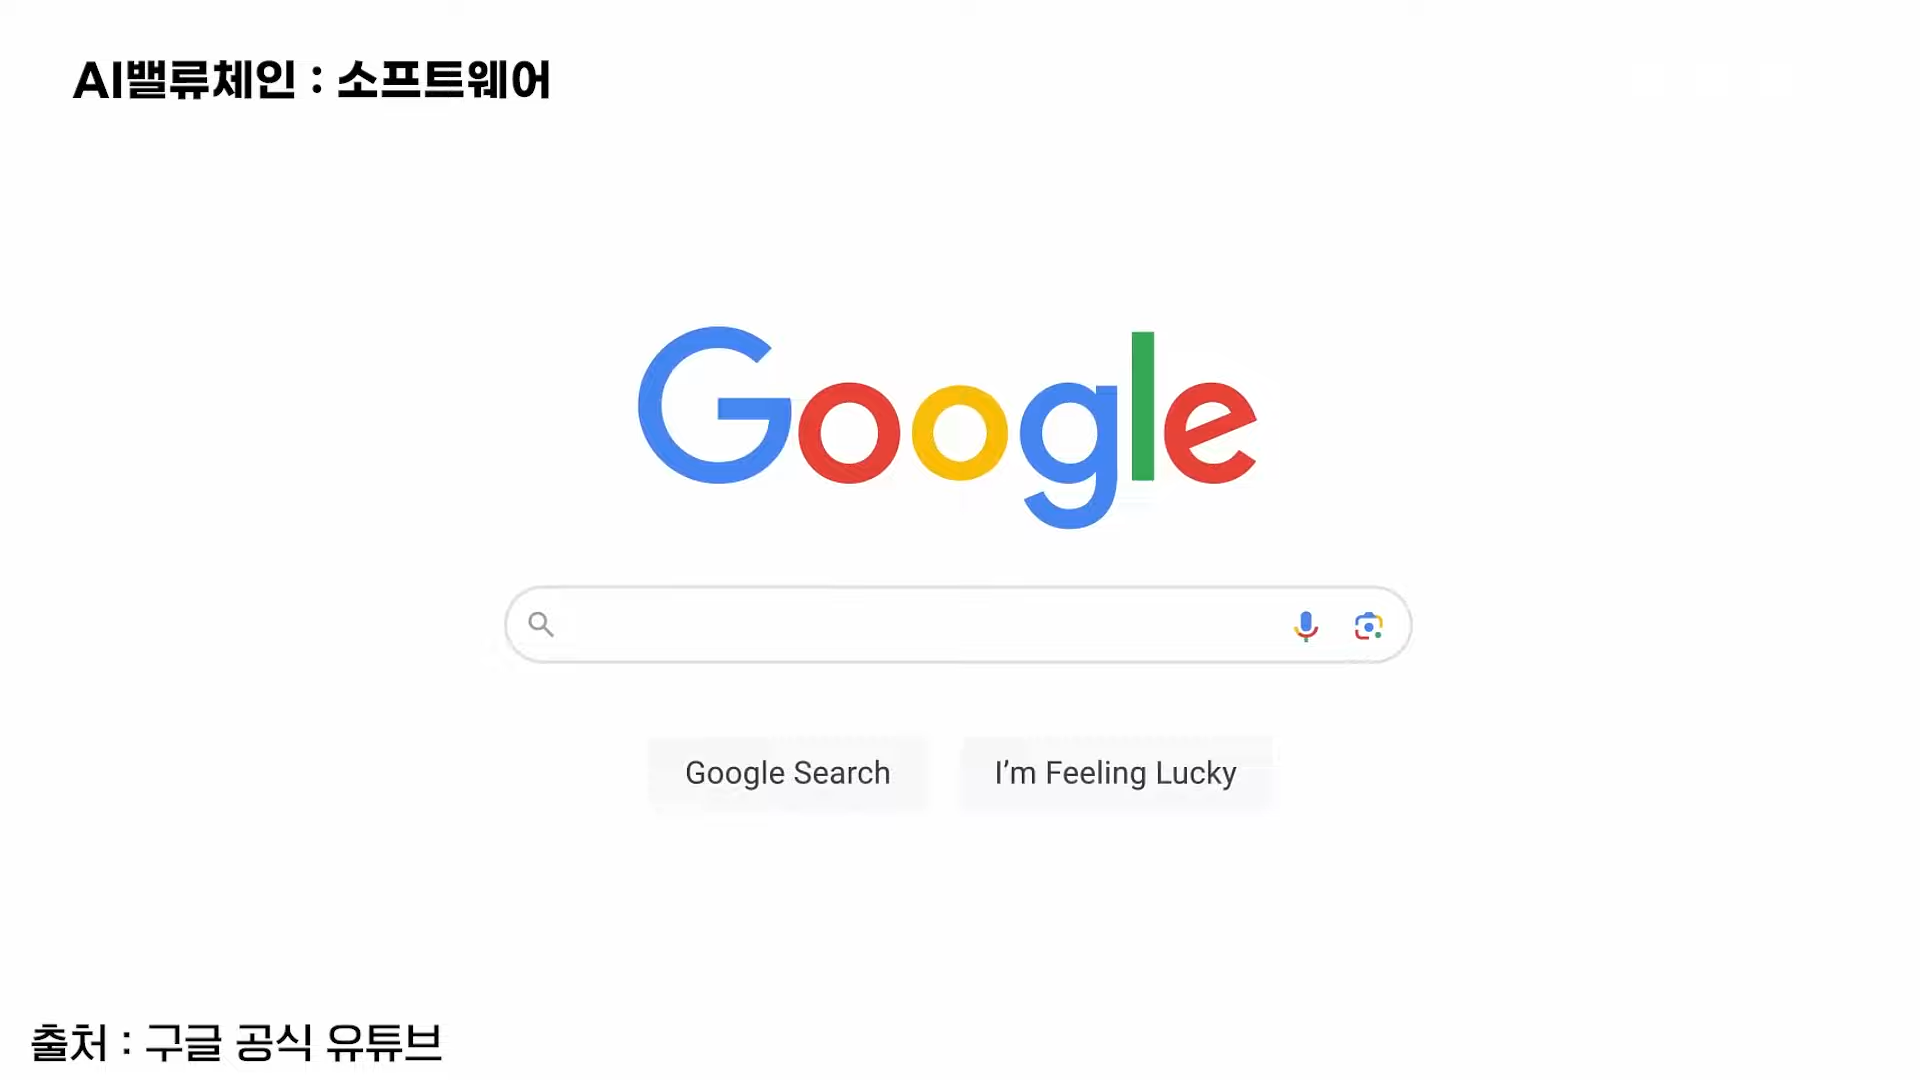 AI밸류체인 : 소프트웨어
Google
Google Search
I’m Feeling Lucky
출처 : 구글 공식 유튜브